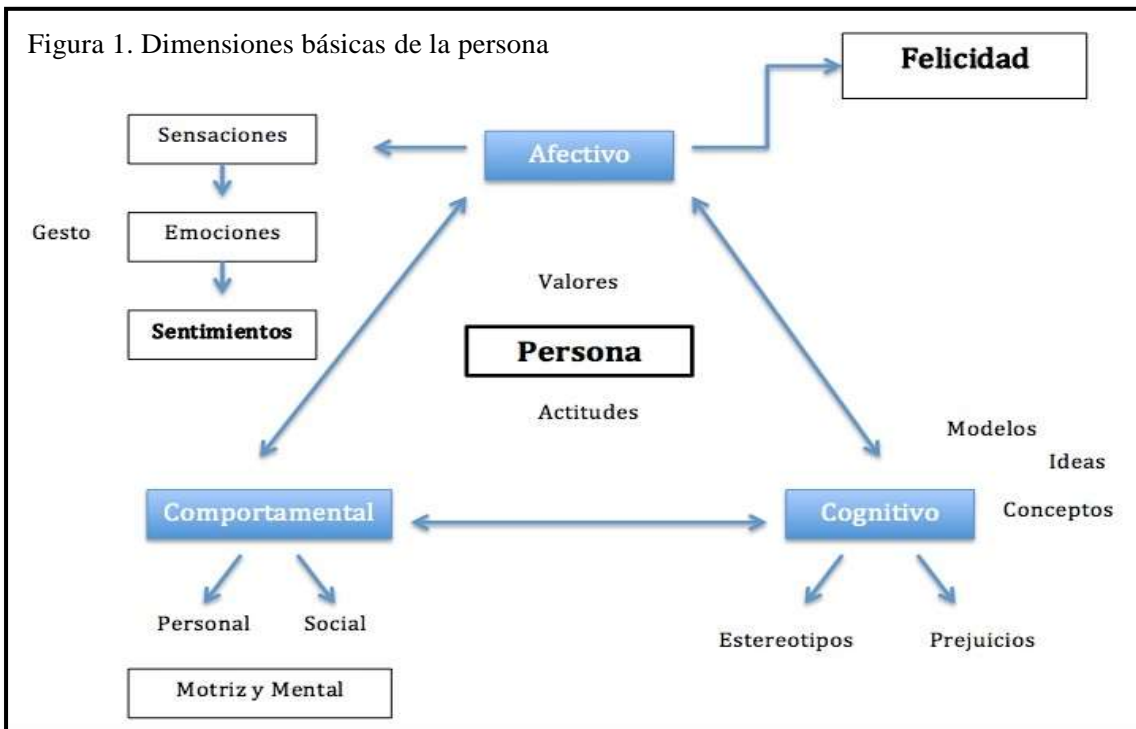 Figura 1. Dimensiones básicas de la persona
Felicidad
Sensaciones
Afectivo
Gesto
Emociones
Valores
Sentimientos
Persona
Actitudes
Modelos
Ideas
Comportamental
Cognitivo
Conceptos
Personal
Social
Estereotipos
Prejuicios
Motriz y Mental